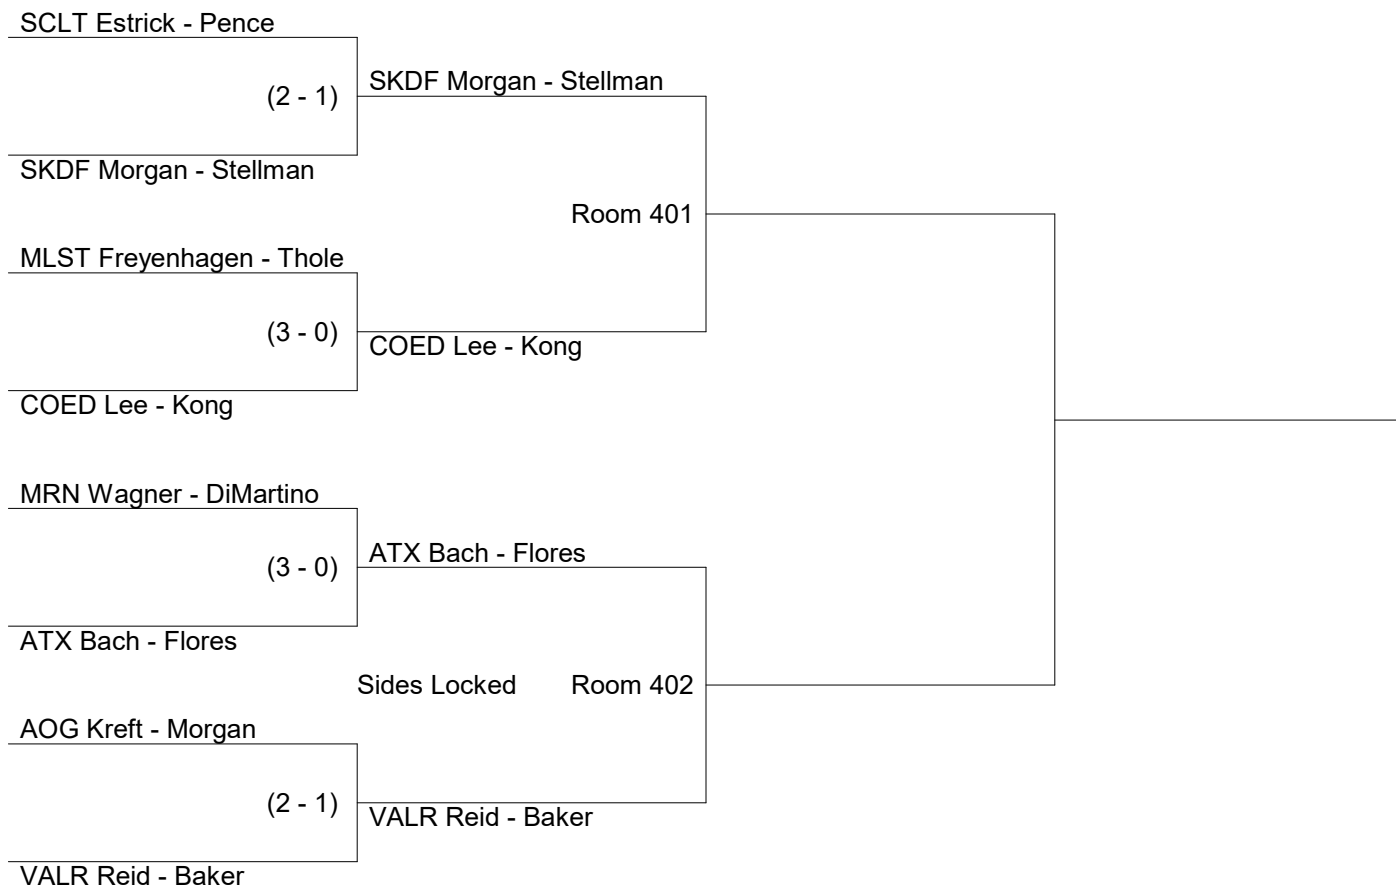 SCLT Estrick - Pence
(2 - 1)
SKDF Morgan - Stellman
SKDF Morgan - Stellman
Room 401
MLST Freyenhagen - Thole
(3 - 0)
COED Lee - Kong
COED Lee - Kong
MRN Wagner - DiMartino
(3 - 0)
ATX Bach - Flores
ATX Bach - Flores
Sides Locked Room 402
AOG Kreft - Morgan
(2 - 1)
VALR Reid - Baker
VALR Reid - Baker